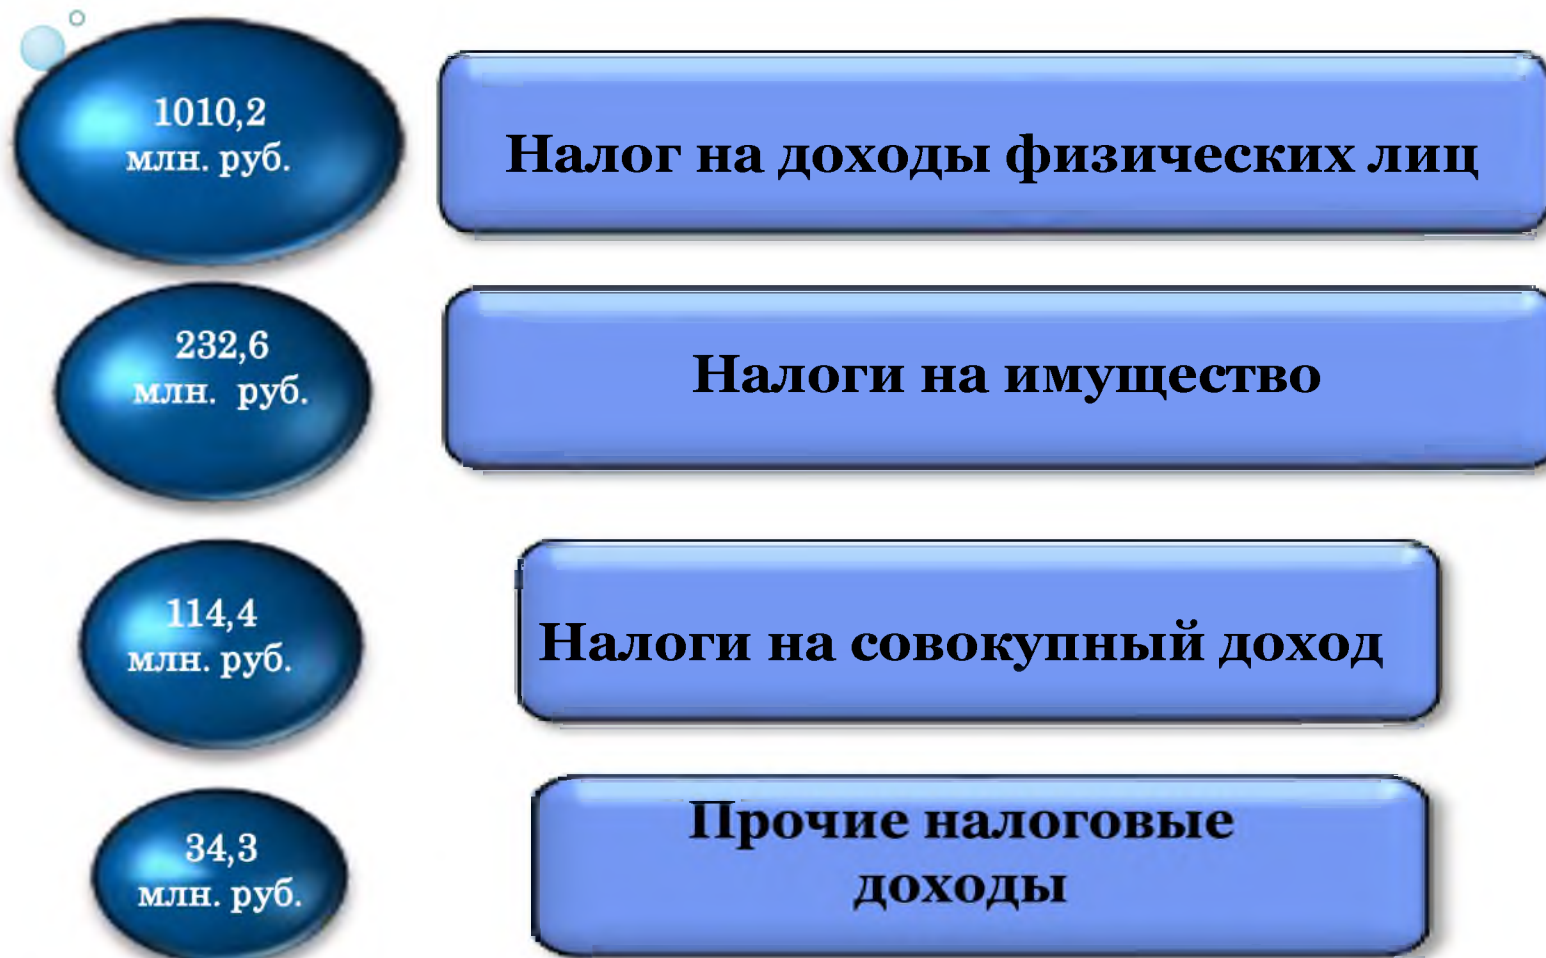 1010,2
млн. руб.
Налог на доходы физических лиц
232,6
млн. руб.
Налоги на имущество
114,4
млн. руб.
Налоги на совокупный доход
34,3
млн. руб.
Прочие налоговые
доходы